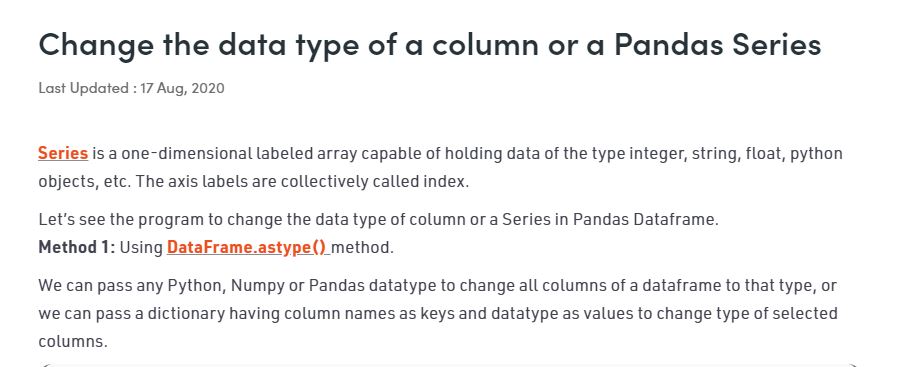 Change the data type of a column or a Pandas Series
Last Updated : 17 Aug, 2020
Series is a one-dimensional labeled array capable of holding data of the type integer, string, float, python
objects, etc. The axis labels are collectively called index.
Let’s see the program to change the data type of column or a Series in Pandas Dataframe.
Method 1: Using DataFrame.astype() method.
We can pass any Python, Numpy or Pandas datatype to change all columns of a dataframe to that type, or
we can pass a dictionary having column names as keys and datatype as values to change type of selected
columns.